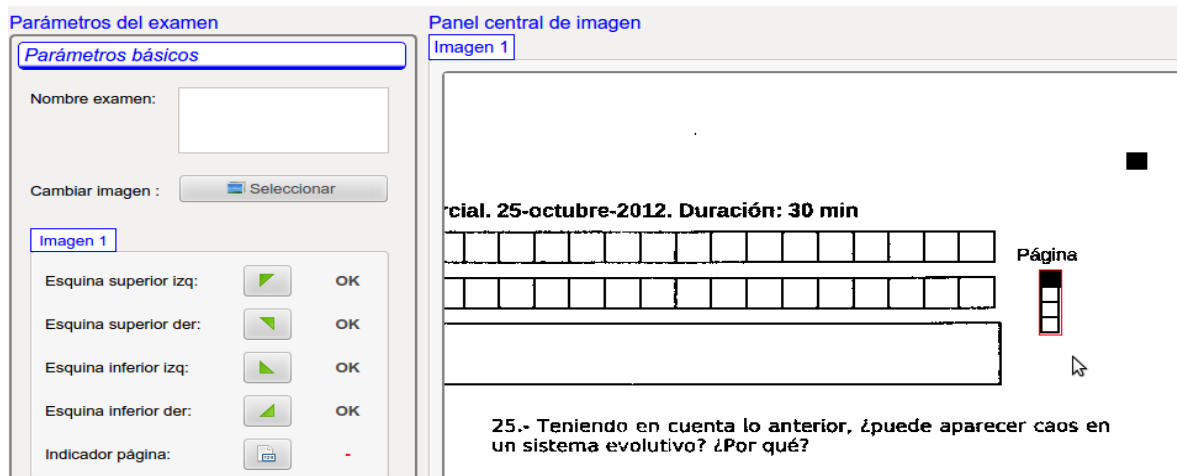 Parámetros del examen
Parámetros básicos
Nombre examen:
Cambiar imagen :
Seleccionar
Imagen 1
Esquina superior izq:
OK
Esquina superior der:
OK
Esquina inferior izq:
OK
Esquina inferior der:
OK
Indicador página:
-
Panel central de imagen
Imagen 1
rcial. 25-octubre-2012. Duración: 30 min
Página
25.- Teniendo en cuenta lo anterior, ¿puede aparecer caos en
un sistema evolutivo? ¿Por qué?